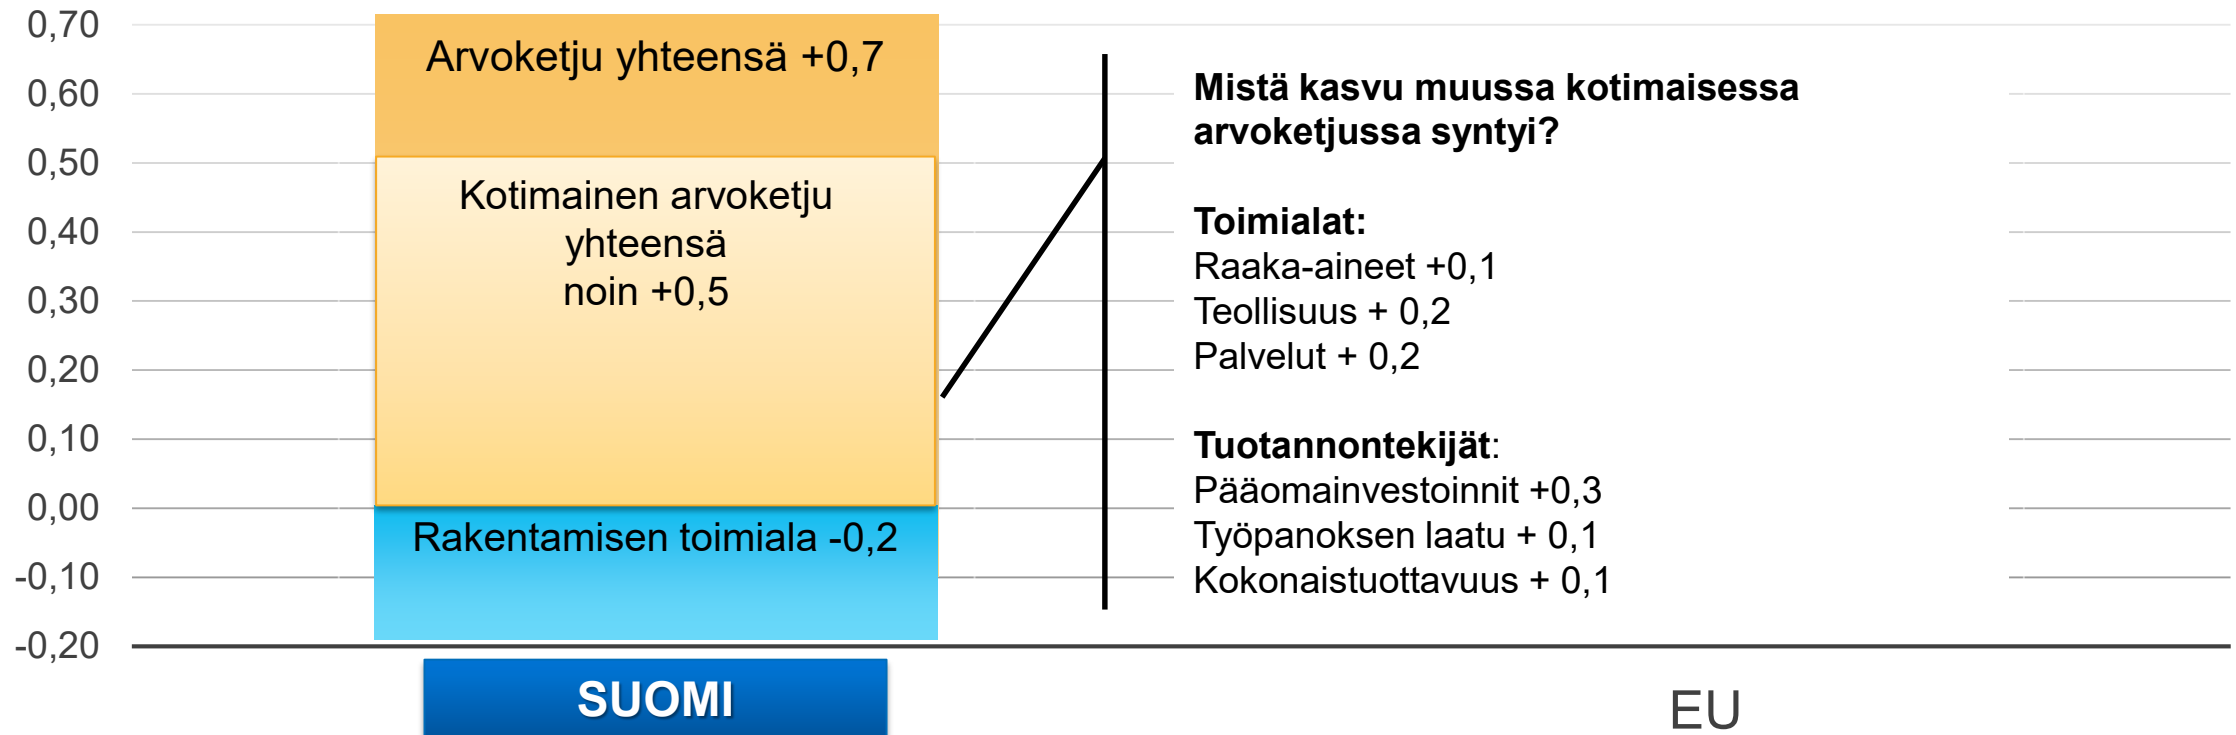 0,70
0,60
0,50
0,40
0,30
0,20
0,10
0,00
-0,10
-0,20
Arvoketju yhteensä +0,7
Kotimainen arvoketju
yhteensä
noin +0,5
Rakentamisen toimiala -0,2
SUOMI
Mistä kasvu muussa kotimaisessa
arvoketjussa syntyi?
Toimialat:
Raaka-aineet +0,1
Teollisuus + 0,2
Palvelut + 0,2
Tuotannontekijät:
Pääomainvestoinnit +0,3
Työpanoksen laatu + 0,1
Kokonaistuottavuus + 0,1
EU